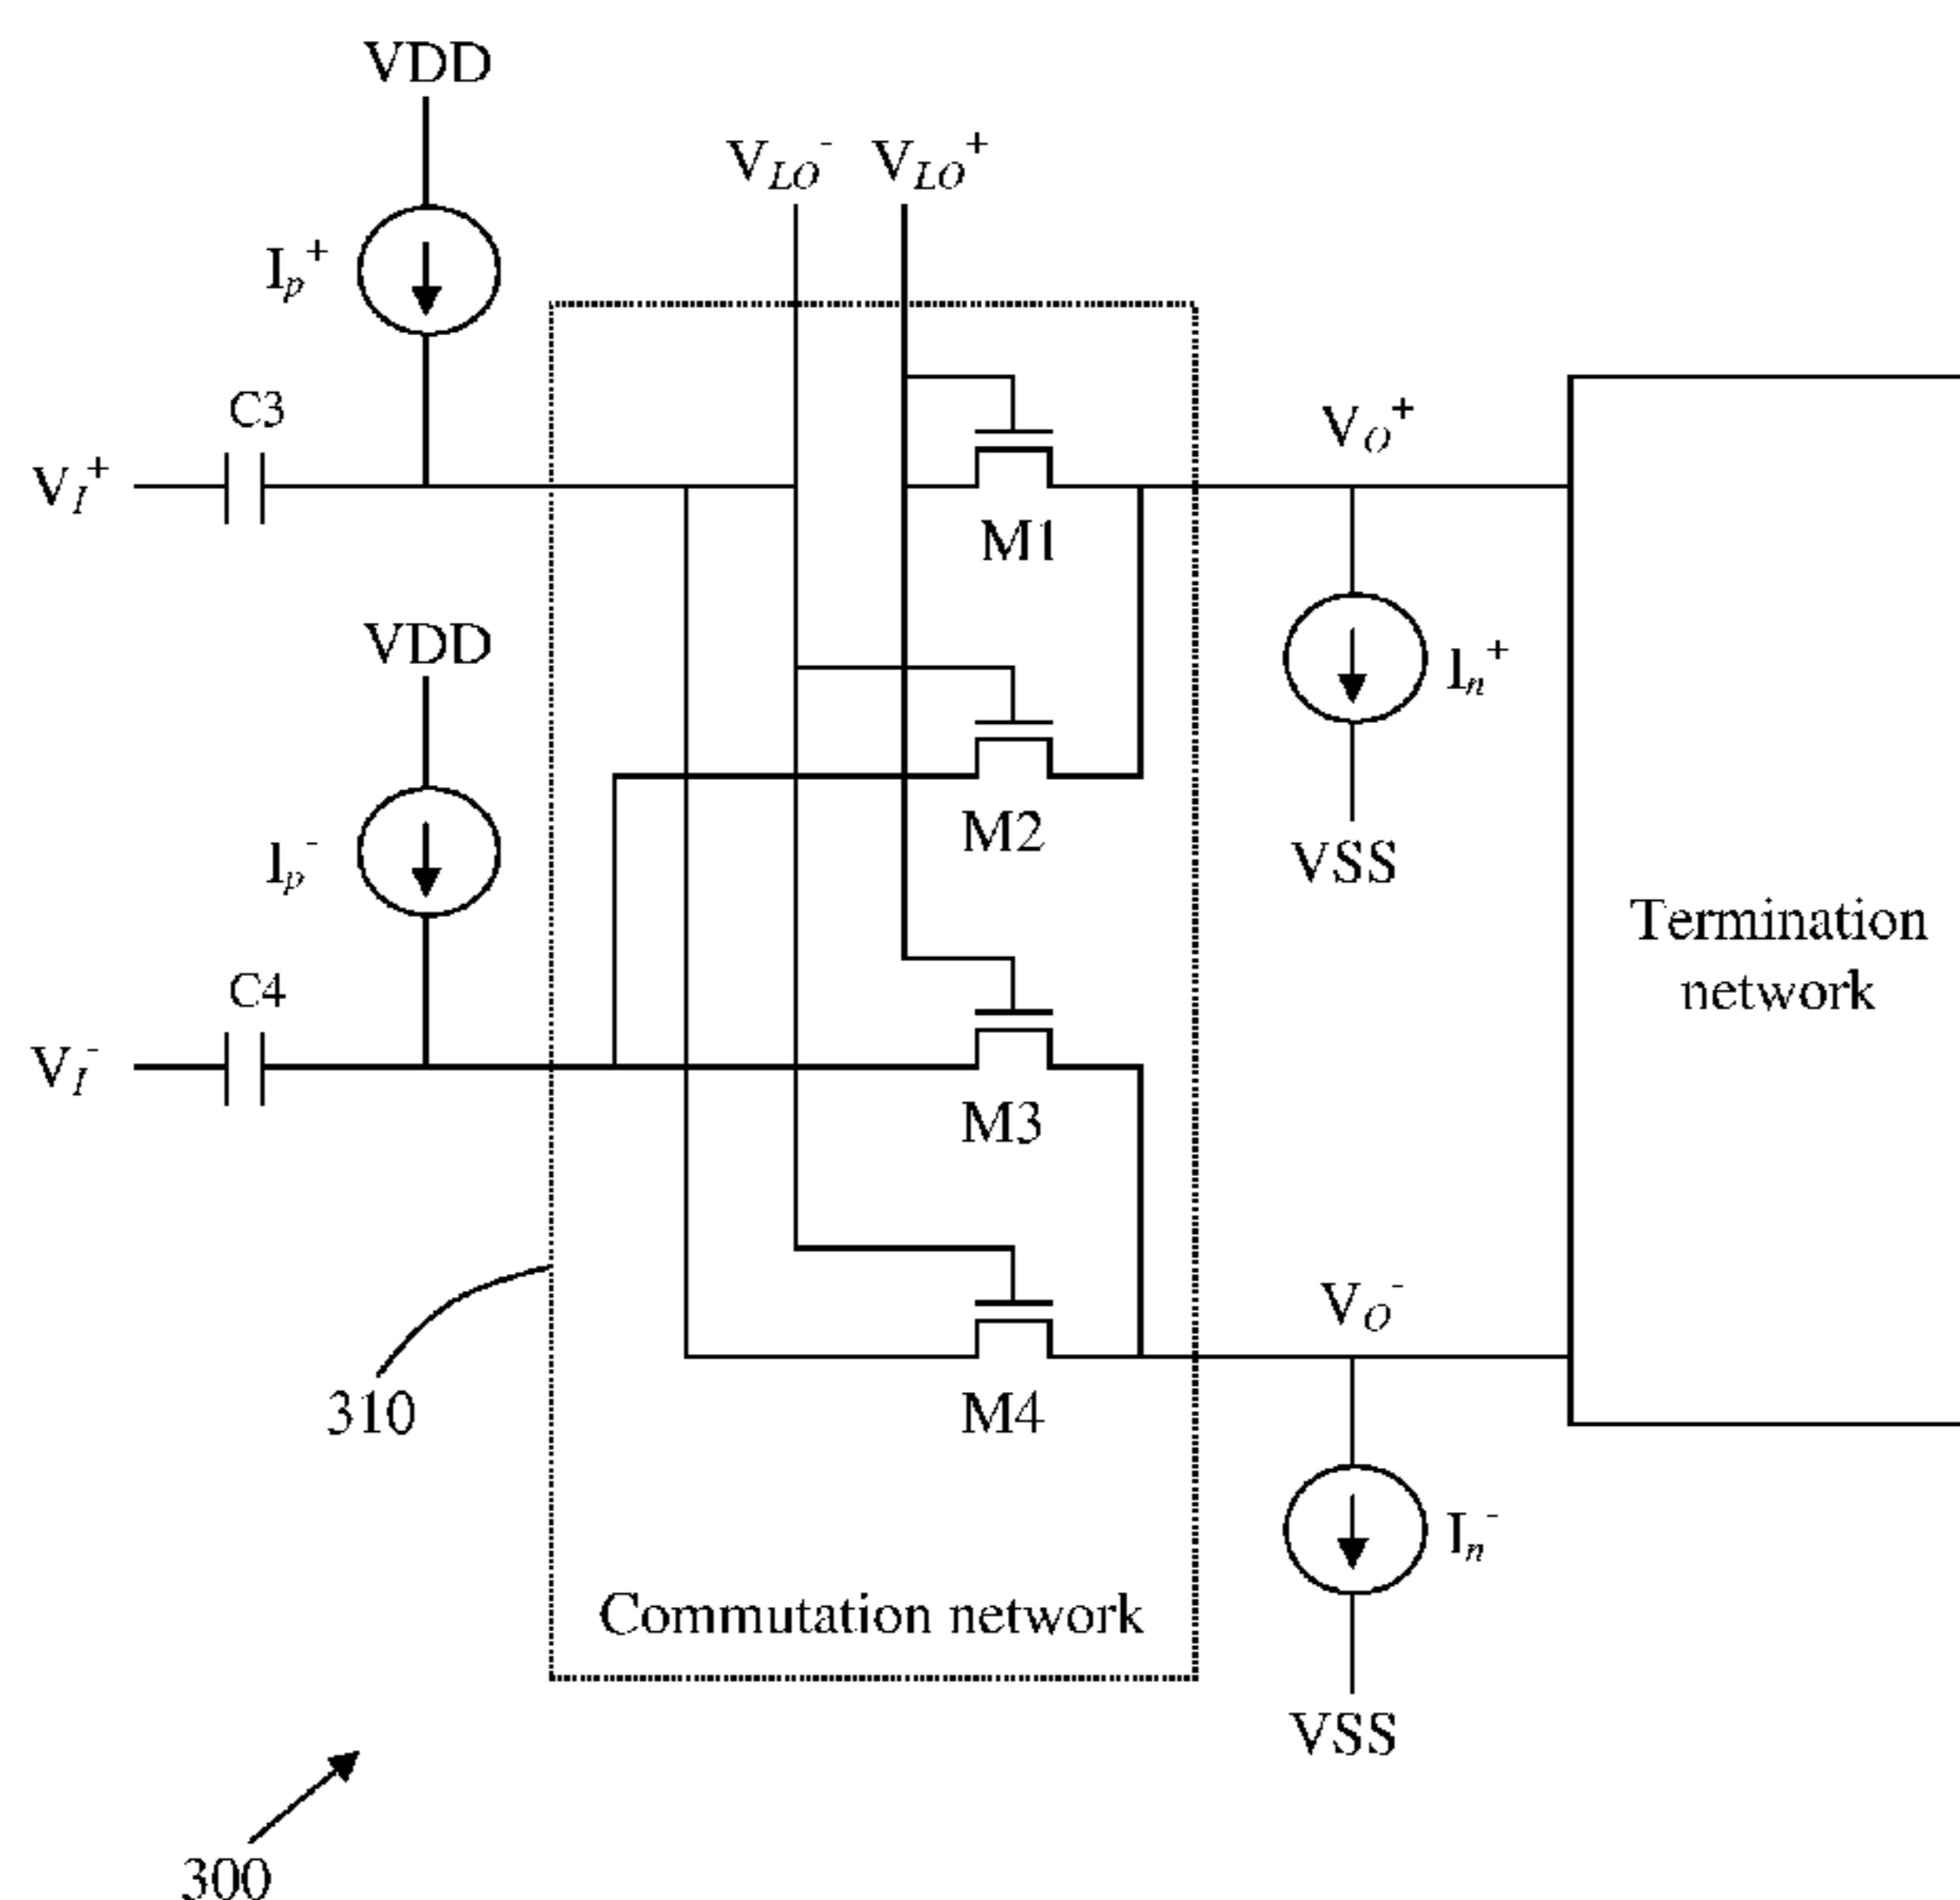 VDD
V_LO^- V_LO^+
I_p^+
C3
V_O^+
V_I^+
M1
VDD
I_n^+
M2
I_p^-
VSS
Termination
network
C4
V_I^-
M3
V_O^-
310
M4
I_n^-
Commutation network
VSS
300